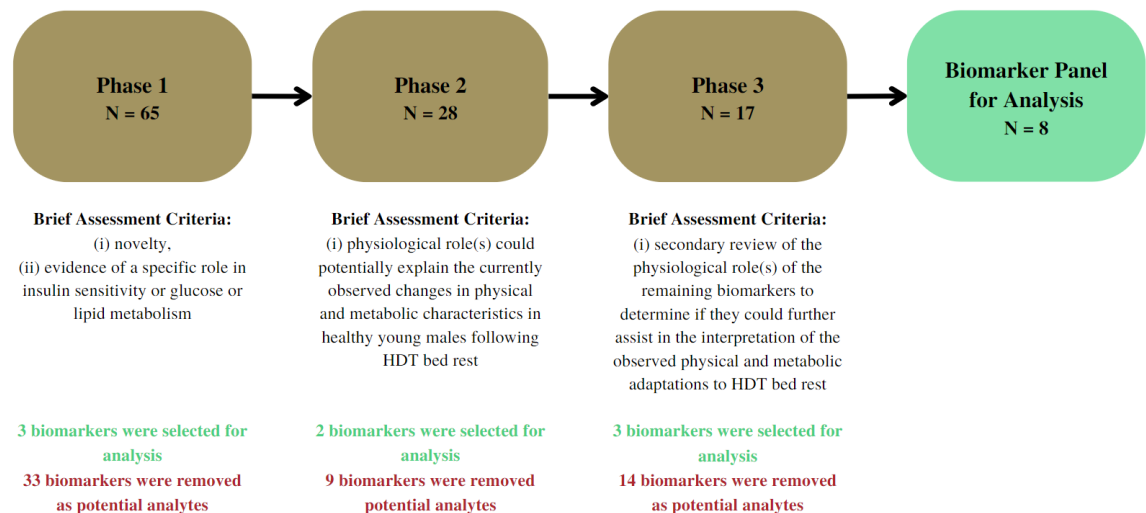 Phase 1
N = 65
Phase 2
N = 28
Phase 3
N = 17
Biomarker Panel
for Analysis
N = 8
Brief Assessment Criteria:
(i) novelty,
(ii) evidence of a specific role in
insulin sensitivity or glucose or
lipid metabolism
Brief Assessment Criteria:
(i) physiological role(s) could
potentially explain the currently
observed changes in physical
and metabolic characteristics in
healthy young males following
HDT bed rest
Brief Assessment Criteria:
(i) secondary review of the
physiological role(s) of the
remaining biomarkers to
determine if they could further
assist in the interpretation of the
observed physical and metabolic
adaptations to HDT bed rest
3 biomarkers were selected for
analysis
33 biomarkers were removed
as potential analytes
2 biomarkers were selected for
analysis
9 biomarkers were removed
potential analytes
3 biomarkers were selected for
analysis
14 biomarkers were removed
as potential analytes